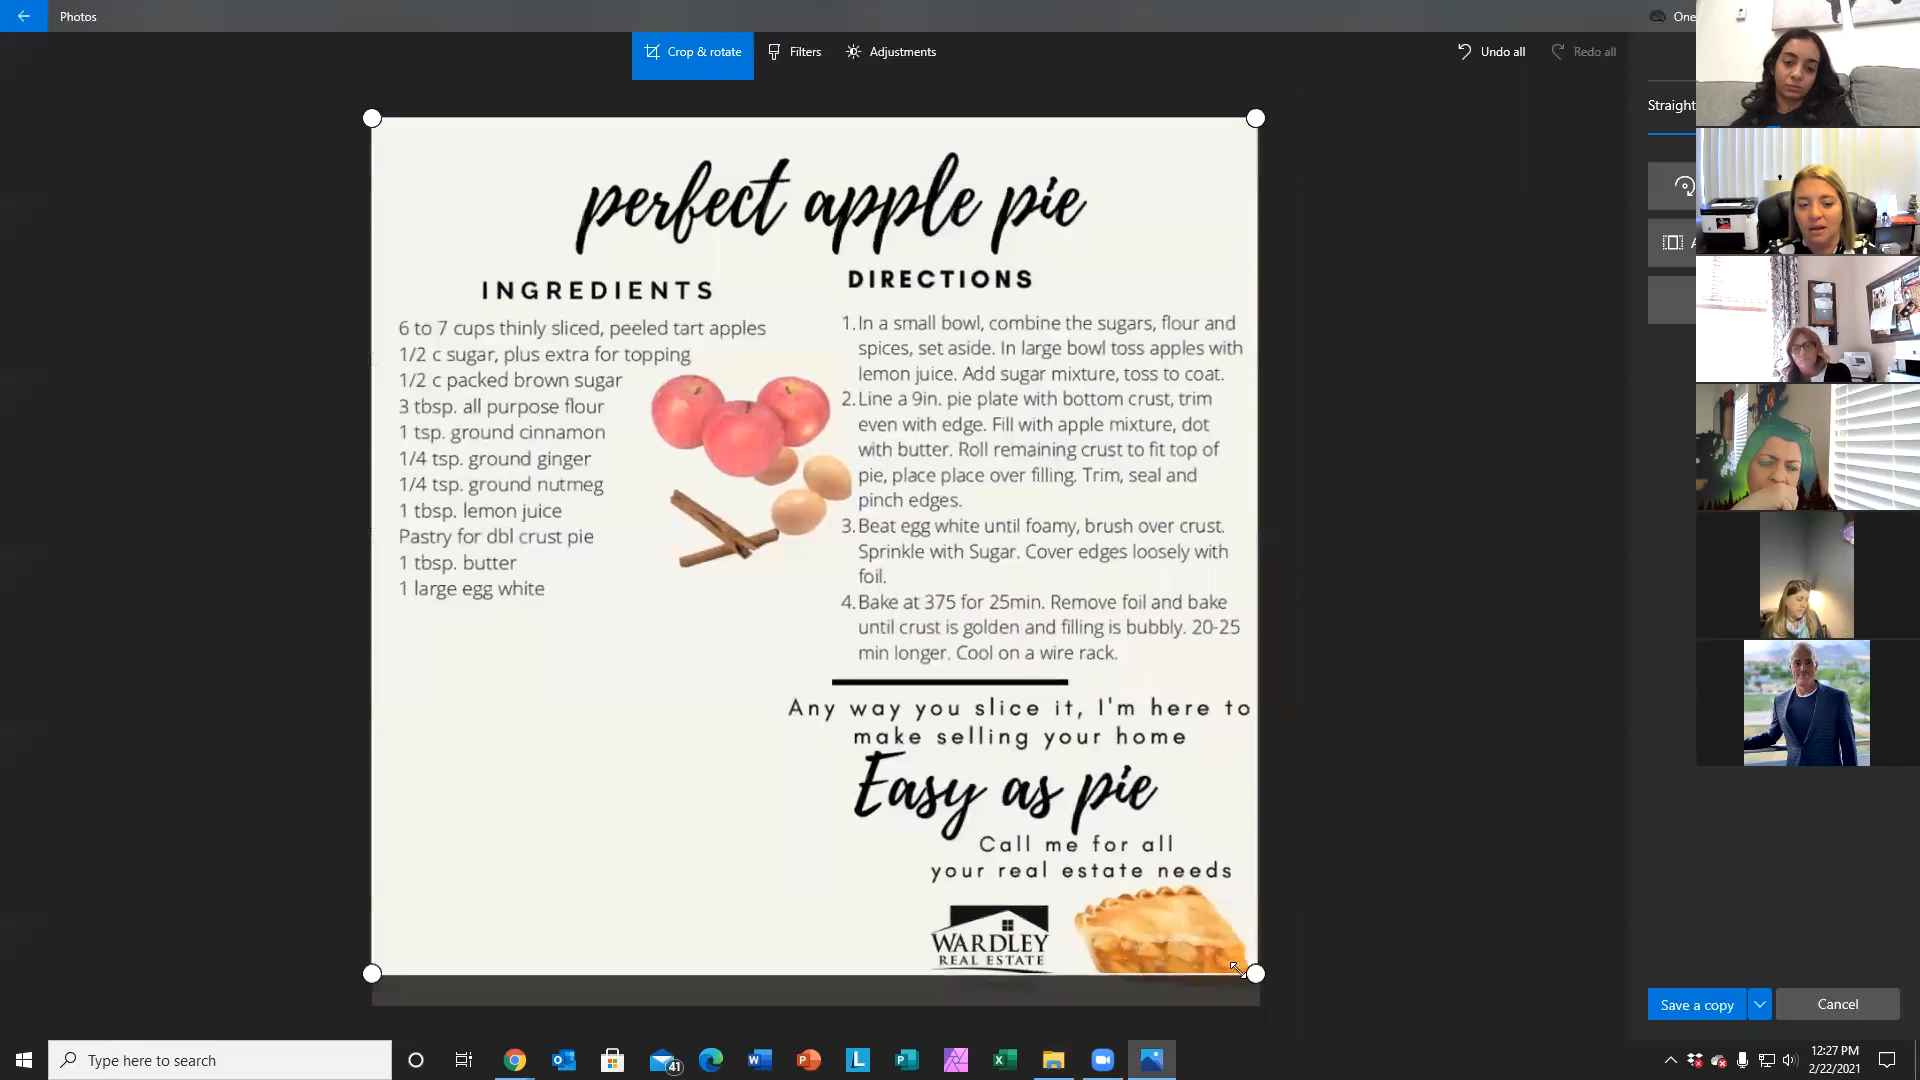 Photos
One
Crop & rotate
Filters
Adjustments
Undo all
Redo all
Straight
A
perfect apple pie
INGREDIENTS
6 to 7 cups thinly sliced, peeled tart apples
1/2 c sugar, plus extra for topping
1/2 c packed brown sugar
3 tbsp. all purpose flour
1 tsp. ground cinnamon
1/4 tsp. ground ginger
1/4 tsp. ground nutmeg
1 tbsp. lemon juice
Pastry for dbl crust pie
1 tbsp. butter
1 large egg white
DIRECTIONS
1. In a small bowl, combine the sugars, flour and
spices, set aside. In large bowl toss apples with
lemon juice. Add sugar mixture, toss to coat.
2. Line a 9in. pie plate with bottom crust, trim
even with edge. Fill with apple mixture, dot
with butter. Roll remaining crust to fit top of
pie, place place over filling. Trim, seal and
pinch edges.
3. Beat egg white until foamy, brush over crust.
Sprinkle with Sugar. Cover edges loosely with
foil.
4. Bake at 375 for 25min. Remove foil and bake
until crust is golden and filling is bubbly. 20-25
min longer. Cool on a wire rack.
Any way you slice it, I'm here to
make selling your home
Easy as pie
Call me for all
your real estate needs
WARDLEY
REAL ESTATE
Save a copy
Cancel
Type here to search
41
12:27 PM
2/22/2021